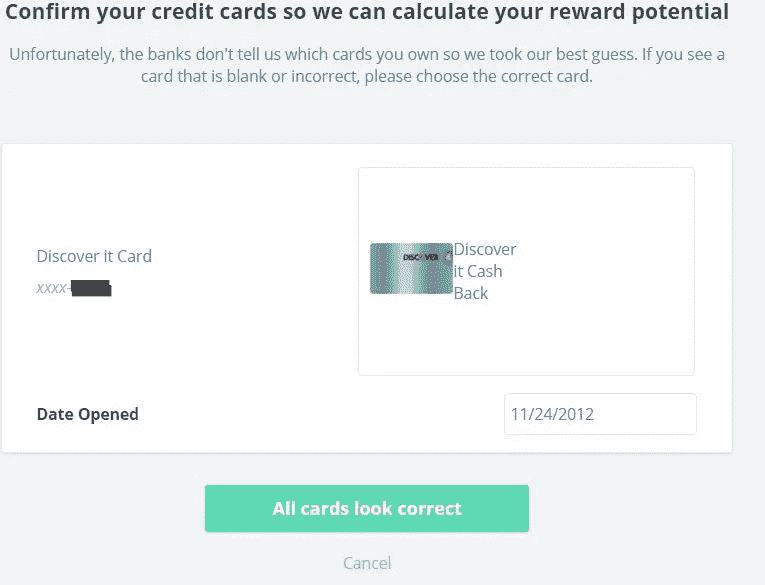 Confirm your credit cards so we can calculate your reward potential
Unfortunately, the banks don't tell us which cards you own so we took our best guess. If you see a
card that is blank or incorrect, please choose the correct card.
Discover it Card
xxxx-
DISCOVER
Discover
it Cash
Back
Date Opened
11/24/2012
All cards look correct
Cancel